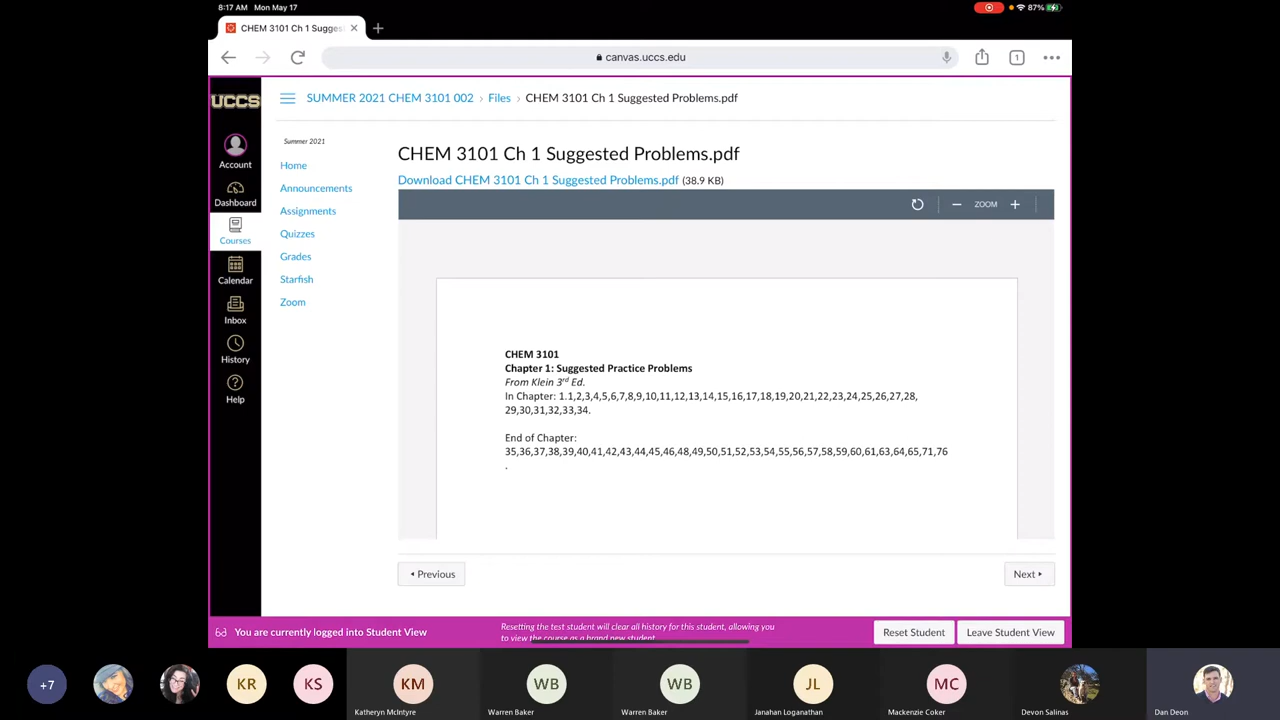 8:17 AM Mon May 17
87%
CHEM 3101 Ch 1 Sugges
canvas.uccs.edu
1
UCCS
SUMMER 2021 CHEM 3101 002 › Files › CHEM 3101 Ch 1 Suggested Problems.pdf
Account
Dashboard
Courses
Calendar
Inbox
History
Help
Summer 2021
Home
Announcements
Assignments
Quizzes
Grades
Starfish
Zoom
CHEM 3101 Ch 1 Suggested Problems.pdf
Download CHEM 3101 Ch 1 Suggested Problems.pdf (38.9 KB)
ZOOM
CHEM 3101
Chapter 1: Suggested Practice Problems
From Klein 3rd Ed.
In Chapter: 1.1,2,3,4,5,6,7,8,9,10,11,12,13,14,15,16,17,18,19,20,21,22,23,24,25,26,27,28,
29,30,31,32,33,34.
End of Chapter:
35,36,37,38,39,40,41,42,43,44,45,46,48,49,50,51,52,53,54,55,56,57,58,59,60,61,63,64,65,71,76
.
Previous
Next
You are currently logged into Student View
Resetting the test student will clear all history for this student, allowing you
to view the course as a brand new student.
Reset Student
Leave Student View
+7
KR
KS
KM
WB
WB
JL
MC
Katheryn McIntyre
Warren Baker
Warren Baker
Janahan Loganathan
Mackenzie Coker
Devon Salinas
Dan Deon